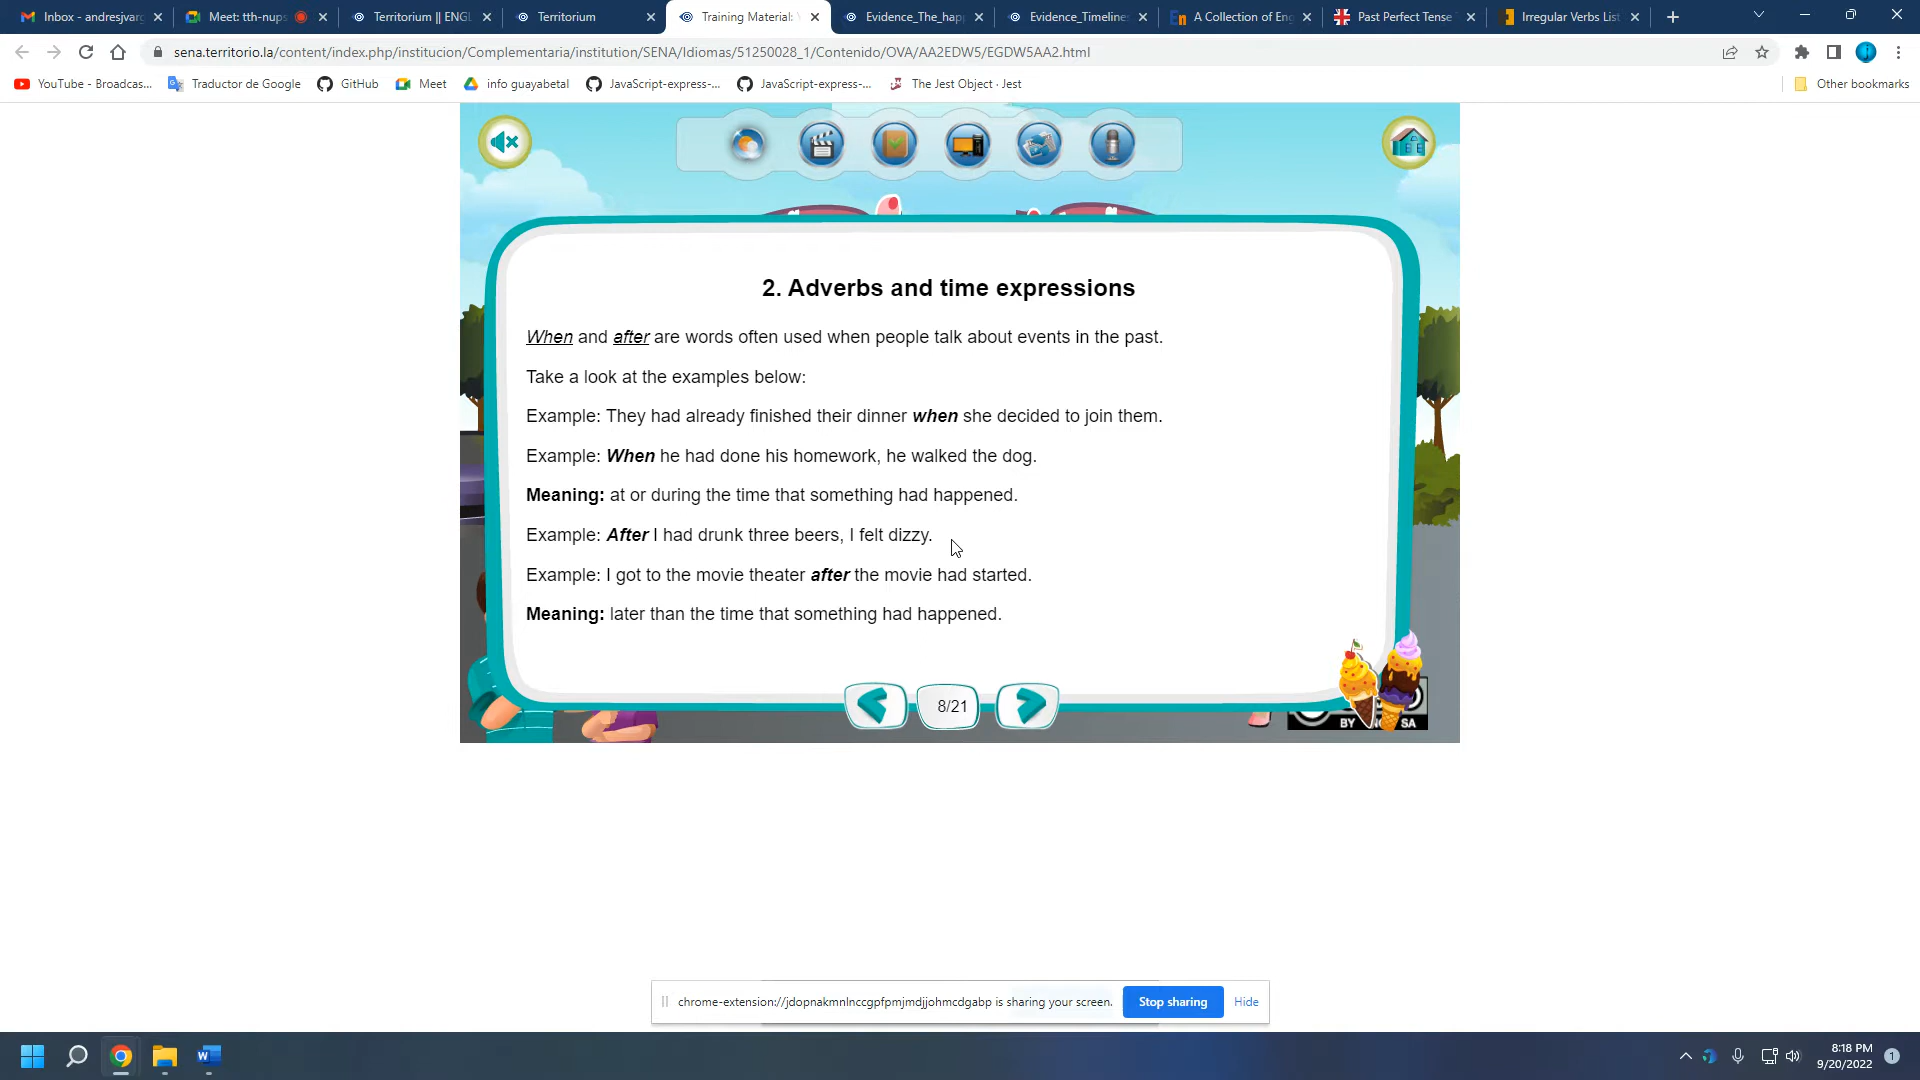 Inbox - andresjvarg
Meet: tth-nups
Territorium || ENGL
Territorium
Training Material: V
Evidence_The_happ
Evidence_Timelines
A Collection of Eng
Past Perfect Tense T
Irregular Verbs List
sena.territorio.la/content/index.php/institucion/Complementaria/institution/SENA/Idiomas/51250028_1/Contenido/OVA/AA2EDW5/EGDW5AA2.html
YouTube - Broadcas...
Traductor de Google
GitHub
Meet
info guayabetal
JavaScript-express-...
JavaScript-express-...
The Jest Object · Jest
Other bookmarks
2. Adverbs and time expressions
When and after are words often used when people talk about events in the past.
Take a look at the examples below:
Example: They had already finished their dinner when she decided to join them.
Example: When he had done his homework, he walked the dog.
Meaning: at or during the time that something had happened.
Example: After I had drunk three beers, I felt dizzy.
Example: I got to the movie theater after the movie had started.
Meaning: later than the time that something had happened.
8/21
BY
SA
chrome-extension://jdopnakmnlnccgpfpmjmdjjohmcdgabp is sharing your screen.
Stop sharing
Hide
8:18 PM
9/20/2022
1